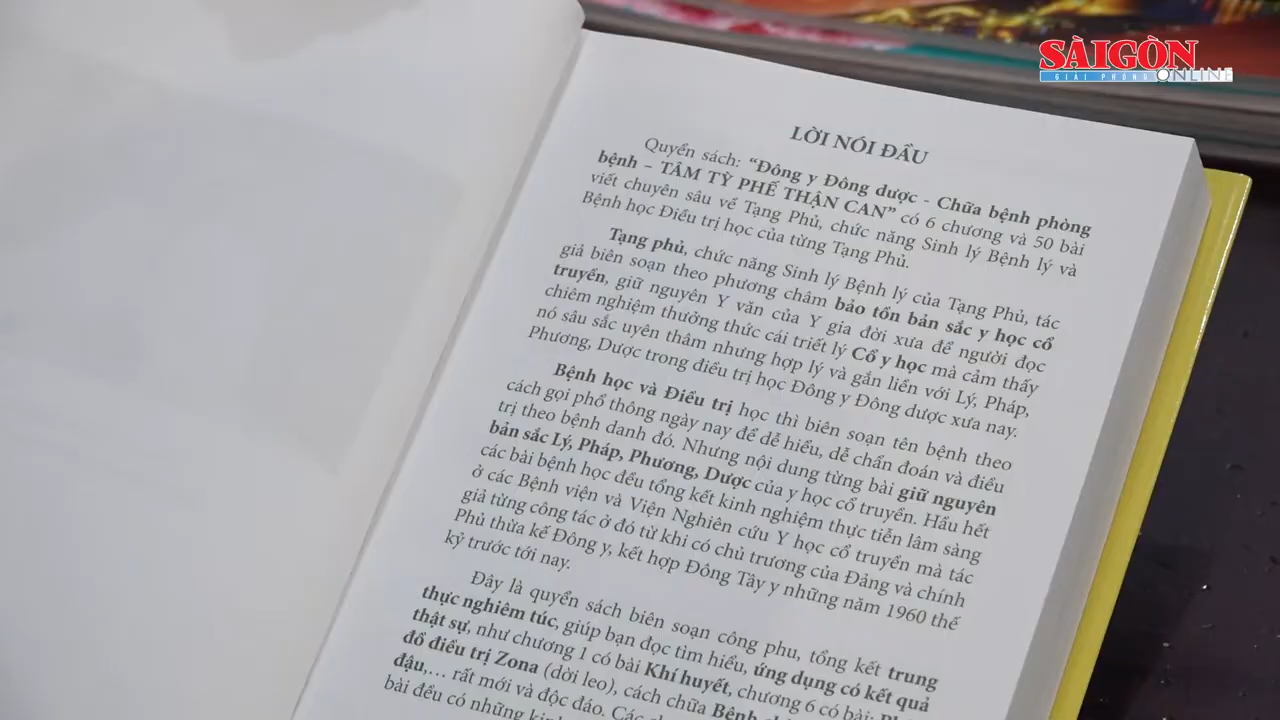 SÀIGÒN
GIẢI PHÓNG ONLINE
LỜI NÓI ĐẦU
Quyển sách: “Đông y Đông dược - Chữa bệnh phòng
bệnh – TÂM TỲ PHẾ THẬN CAN” có 6 chương và 50 bài
viết chuyên sâu về Tạng Phủ, chức năng Sinh lý Bệnh lý và
Bệnh học Điều trị học của từng Tạng Phủ.
Tạng phủ, chức năng Sinh lý Bệnh lý của Tạng Phủ, tác
giả biên soạn theo phương châm bảo tồn bản sắc y học cổ
truyền, giữ nguyên Y văn của Y gia đời xưa để người đọc
chiêm nghiệm thưởng thức cái triết lý Cổ y học mà cảm thấy
nó sâu sắc uyên thâm nhưng hợp lý và gắn liền với Lý, Pháp,
Phương, Dược trong điều trị học Đông y Đông dược xưa nay.
Bệnh học và Điều trị học thì biên soạn tên bệnh theo
cách gọi phổ thông ngày nay để dễ hiểu, dễ chẩn đoán và điều
trị theo bệnh danh đó. Nhưng nội dung từng bài giữ nguyên
bản sắc Lý, Pháp, Phương, Dược của y học cổ truyền. Hầu hết
các bài bệnh học đều tổng kết kinh nghiệm thực tiễn lâm sàng
ở các Bệnh viện và Viện Nghiên cứu Y học cổ truyền mà tác
giả từng công tác ở đó từ khi có chủ trương của Đảng và chính
Phủ thừa kế Đông y, kết hợp Đông Tây y những năm 1960 thế
kỷ trước tới nay.
Đây là quyển sách biên soạn công phu, tổng kết trung
thực nghiêm túc, giúp bạn đọc tìm hiểu, ứng dụng có kết quả
thật sự, như chương 1 có bài Khí huyết, chương 6 có bài:
đồ điều trị Zona (dời leo), cách chữa Bệnh
đậu,... rất mới và độc đáo. Các
bài đều có những